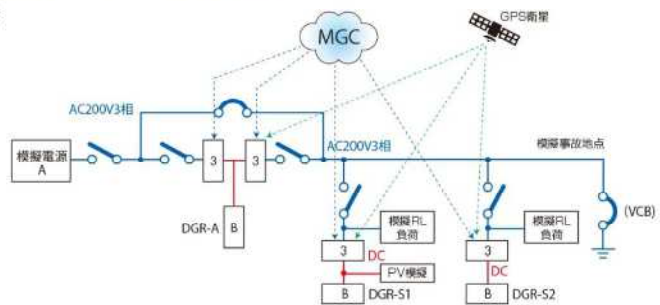 GPS衛星
MGC
AC200V3相
模擬電源
A
3
3
AC200V3相
模擬事故地点
DGR-A
B
模擬RL
負荷
模擬RL
負荷
(VCB)
3
DC
3
DC
PV模擬
B
DGR-S1
B
DGR-S2